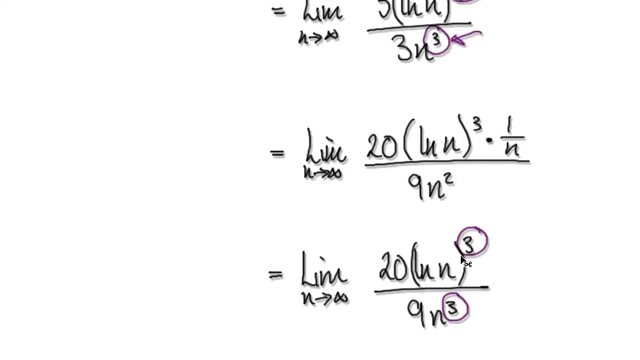 = Lim n→∞ 5(ln n) / 3n³
= Lim n→∞ 20(ln n)³ · 1/n / 9n²
= Lim n→∞ 20(ln n)³ / 9n³